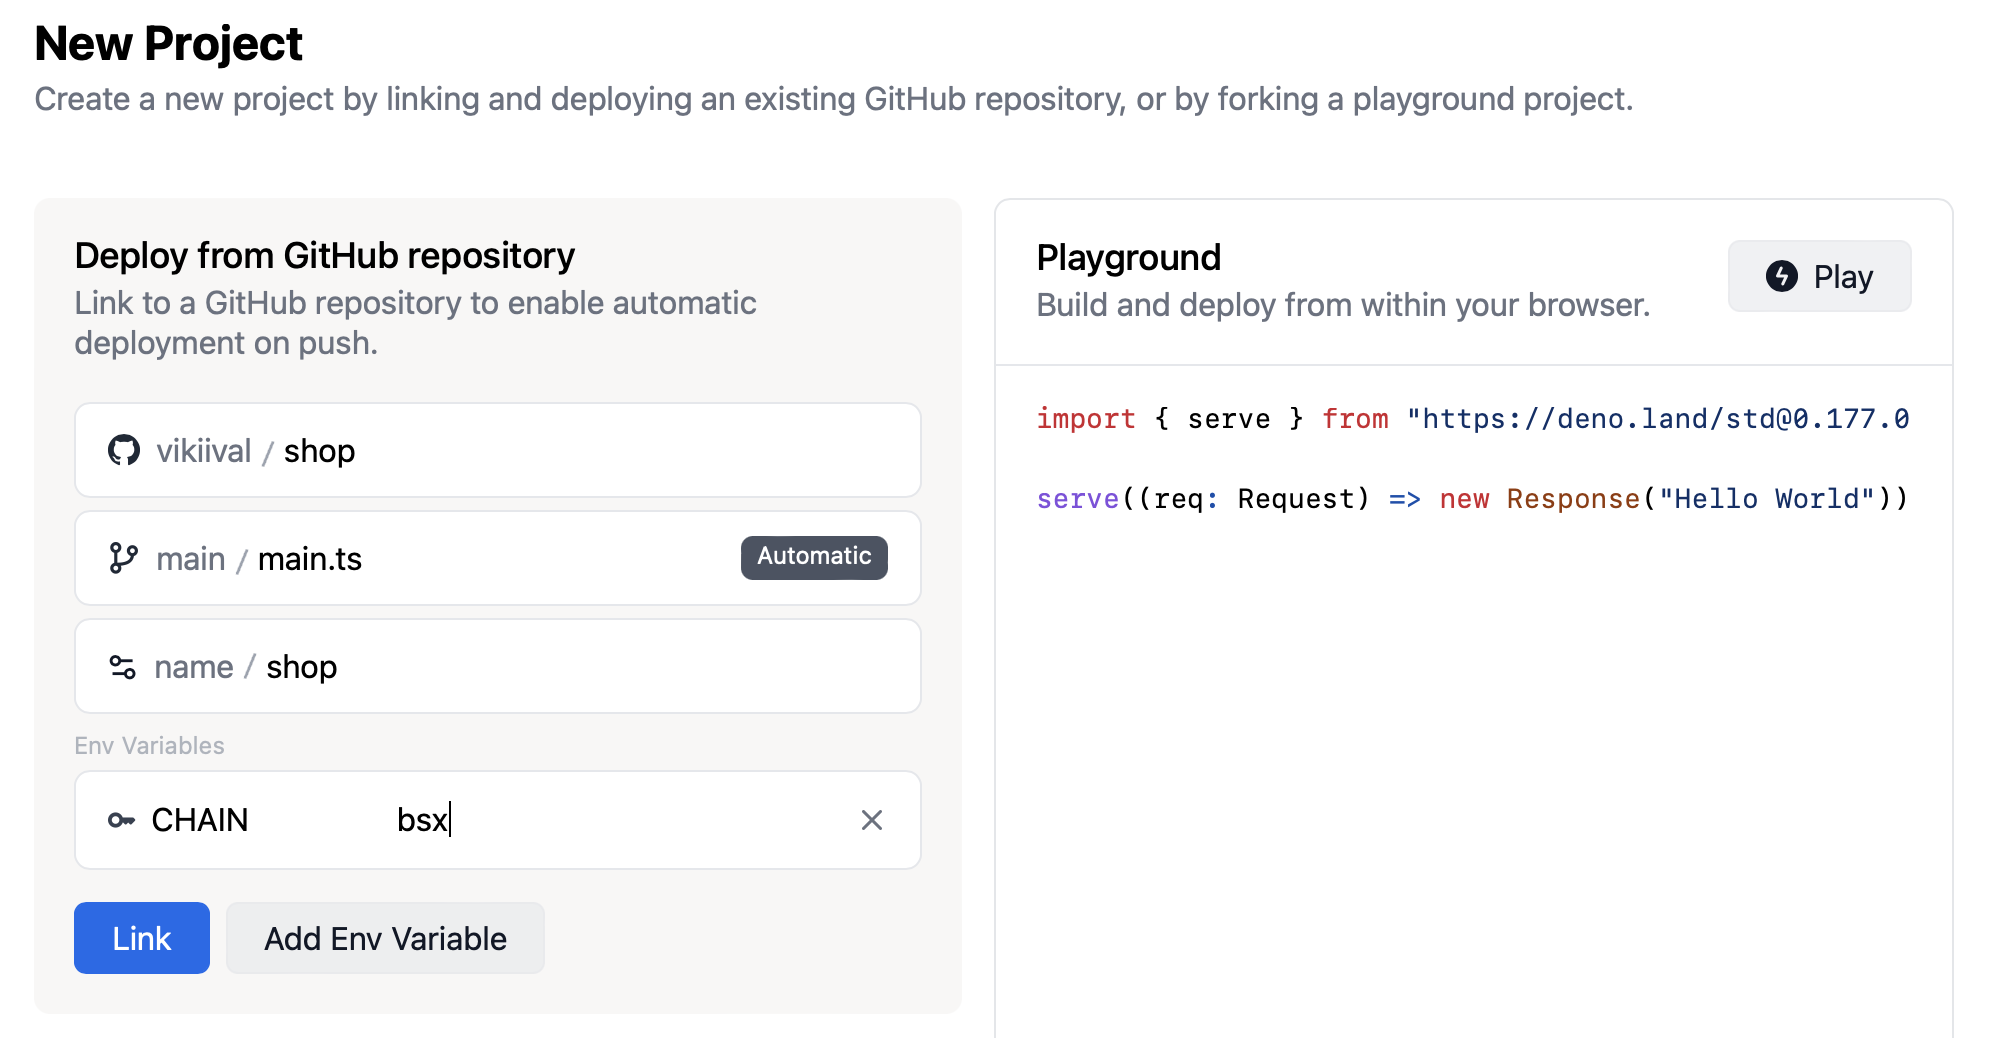 New Project
Create a new project by linking and deploying an existing GitHub repository, or by forking a playground project.
Deploy from GitHub repository
Link to a GitHub repository to enable automatic
deployment on push.
vikiival / shop
main / main.ts
Automatic
name / shop
Env Variables
CHAIN bsx
Link
Add Env Variable
Playground
Build and deploy from within your browser.
Play
import { serve } from "https://deno.land/std@0.177.0
serve((req: Request) => new Response("Hello World"))